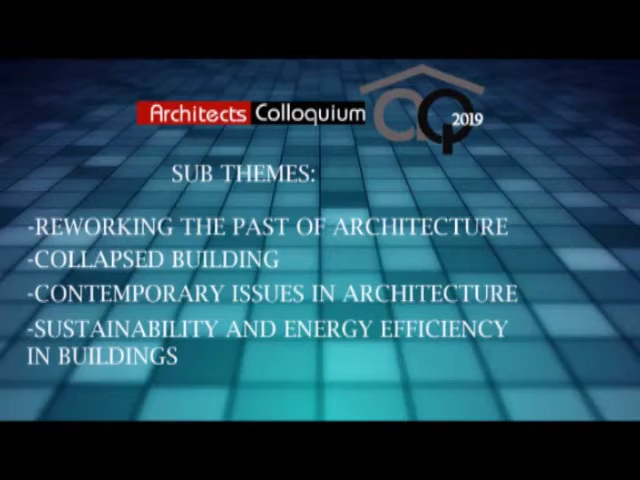 Architects Colloquium aQ 2019
SUB THEMES:
-REWORKING THE PAST OF ARCHITECTURE
-COLLAPSED BUILDING
-CONTEMPORARY ISSUES IN ARCHITECTURE
-SUSTAINABILITY AND ENERGY EFFICIENCY
IN BUILDINGS